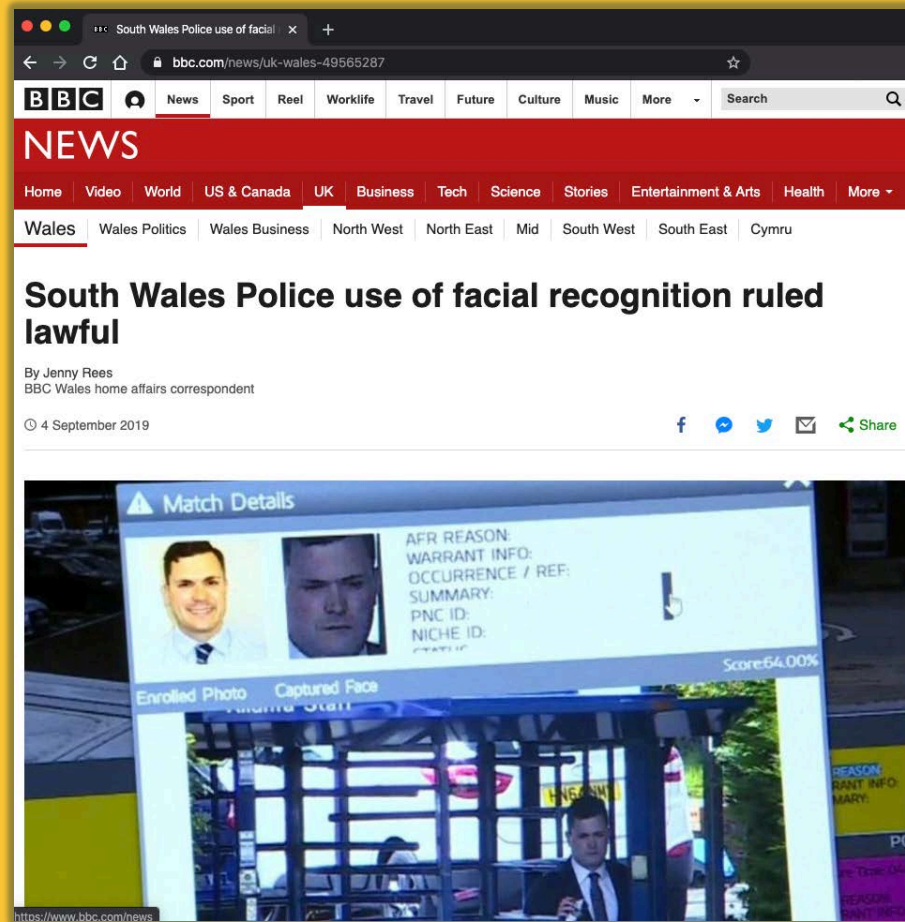 BBC South Wales Police use of facial
bbc.com/news/uk-wales-49565287
BBC News Sport Reel Worklife Travel Future Culture Music More Search
NEWS
Home Video World US & Canada UK Business Tech Science Stories Entertainment & Arts Health More
Wales Wales Politics Wales Business North West North East Mid South West South East Cymru
South Wales Police use of facial recognition ruled
lawful
By Jenny Rees
BBC Wales home affairs correspondent
4 September 2019 Share
Match Details
AFR REASON:
WARRANT INFO:
OCCURRENCE / REF:
SUMMARY:
PNC ID:
NICHE ID:
STATUS
Score:64.00%
Enrolled Photo Captured Face
Staff
REASON
RANT INFO:
MARY:
https://www.bbc.com/news